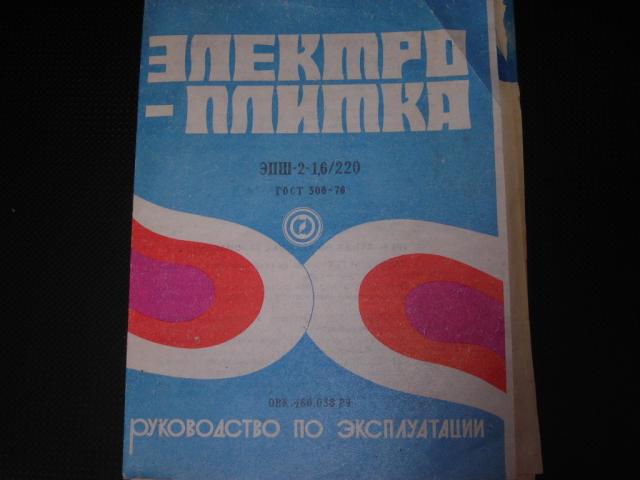 ЭЛЕКТРО
-ПЛИТКА
ЭПШ-2-1,6/220
ГОСТ 306-76
РУКОВОДСТВО ПО ЭКСПЛУАТАЦИИ